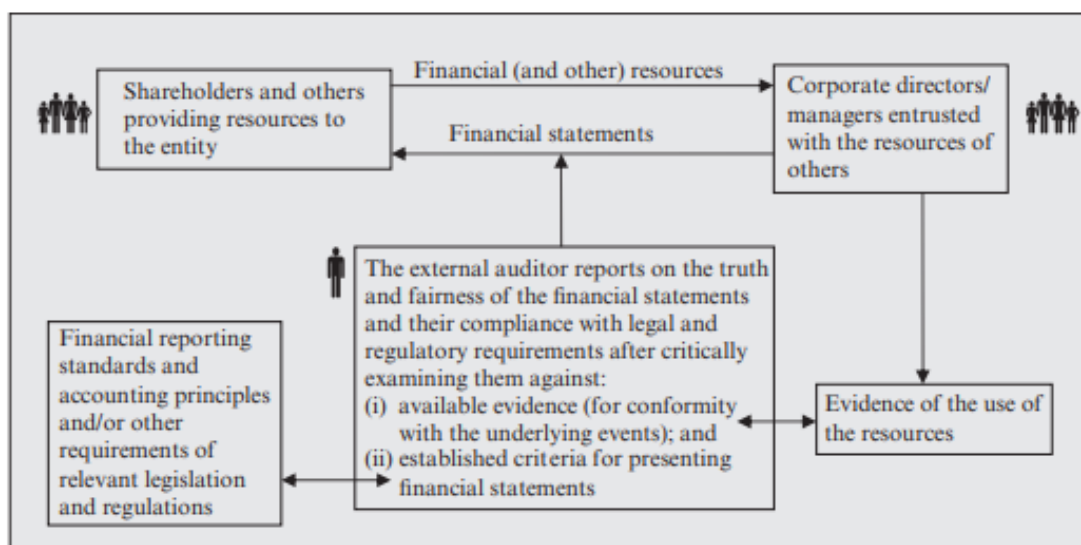 Shareholders and others
providing resources to
the entity
Financial (and other) resources
Financial statements
Corporate directors/
managers entrusted
with the resources of
others
The external auditor reports on the truth
and fairness of the financial statements
and their compliance with legal and
regulatory requirements after critically
examining them against:
(i) available evidence (for conformity
with the underlying events); and
(ii) established criteria for presenting
financial statements
Financial reporting
standards and
accounting principles
and/or other
requirements of
relevant legislation
and regulations
Evidence of the use of
the resources